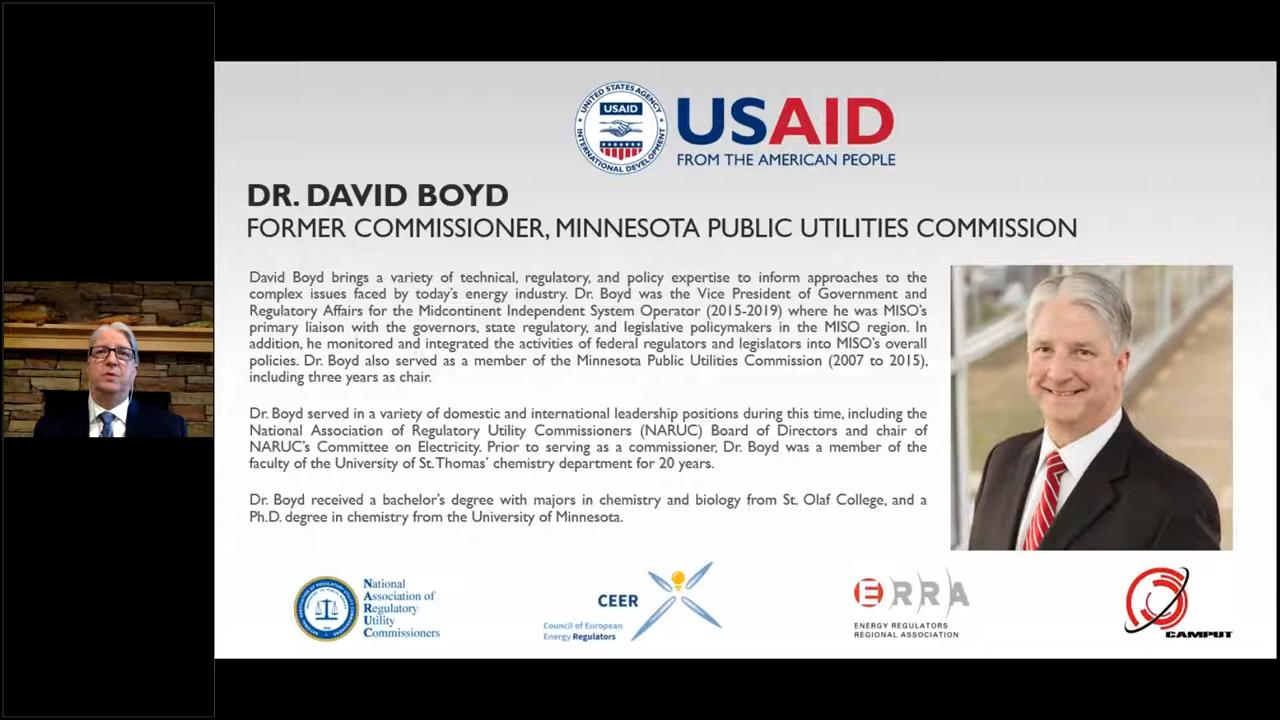 UNITED STATES AGENCY
USAID
INTERNATIONAL DEVELOPMENT
USAID
FROM THE AMERICAN PEOPLE
DR. DAVID BOYD
FORMER COMMISSIONER, MINNESOTA PUBLIC UTILITIES COMMISSION
David Boyd brings a variety of technical, regulatory, and policy expertise to inform approaches to the
complex issues faced by today's energy industry. Dr. Boyd was the Vice President of Government and
Regulatory Affairs for the Midcontinent Independent System Operator (2015-2019) where he was MISO's
primary liaison with the governors, state regulatory, and legislative policymakers in the MISO region. In
addition, he monitored and integrated the activities of federal regulators and legislators into MISO's overall
policies. Dr. Boyd also served as a member of the Minnesota Public Utilities Commission (2007 to 2015),
including three years as chair.
Dr. Boyd served in a variety of domestic and international leadership positions during this time, including the
National Association of Regulatory Utility Commissioners (NARUC) Board of Directors and chair of
NARUC's Committee on Electricity. Prior to serving as a commissioner, Dr. Boyd was a member of the
faculty of the University of St. Thomas' chemistry department for 20 years.
Dr. Boyd received a bachelor's degree with majors in chemistry and biology from St. Olaf College, and a
Ph.D. degree in chemistry from the University of Minnesota.
National
Association of
Regulatory
Utility
Commissioners
CEER
Council of European
Energy Regulators
ERRA
ENERGY REGULATORS
REGIONAL ASSOCIATION
CAMPUT